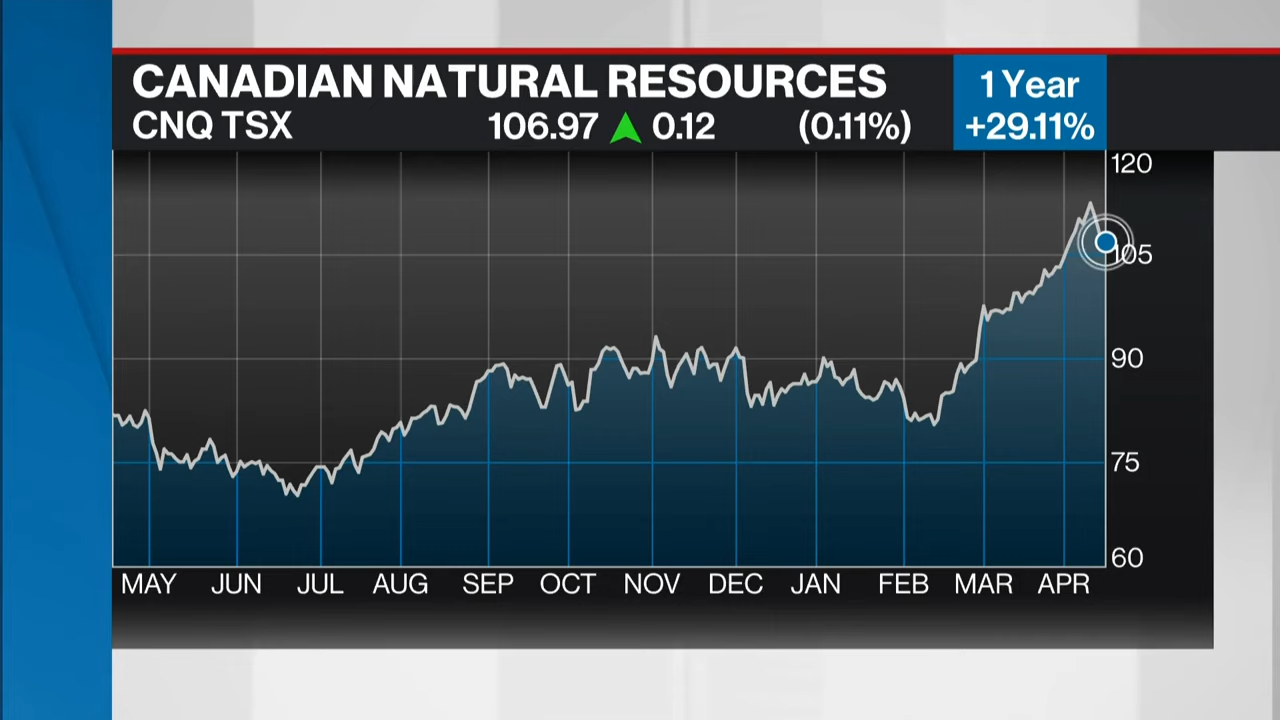 CANADIAN NATURAL RESOURCES
CNQ TSX 106.97 0.12 (0.11%)
1 Year
+29.11%
120
105
90
75
60
MAY JUN JUL AUG SEP OCT NOV DEC JAN FEB MAR APR